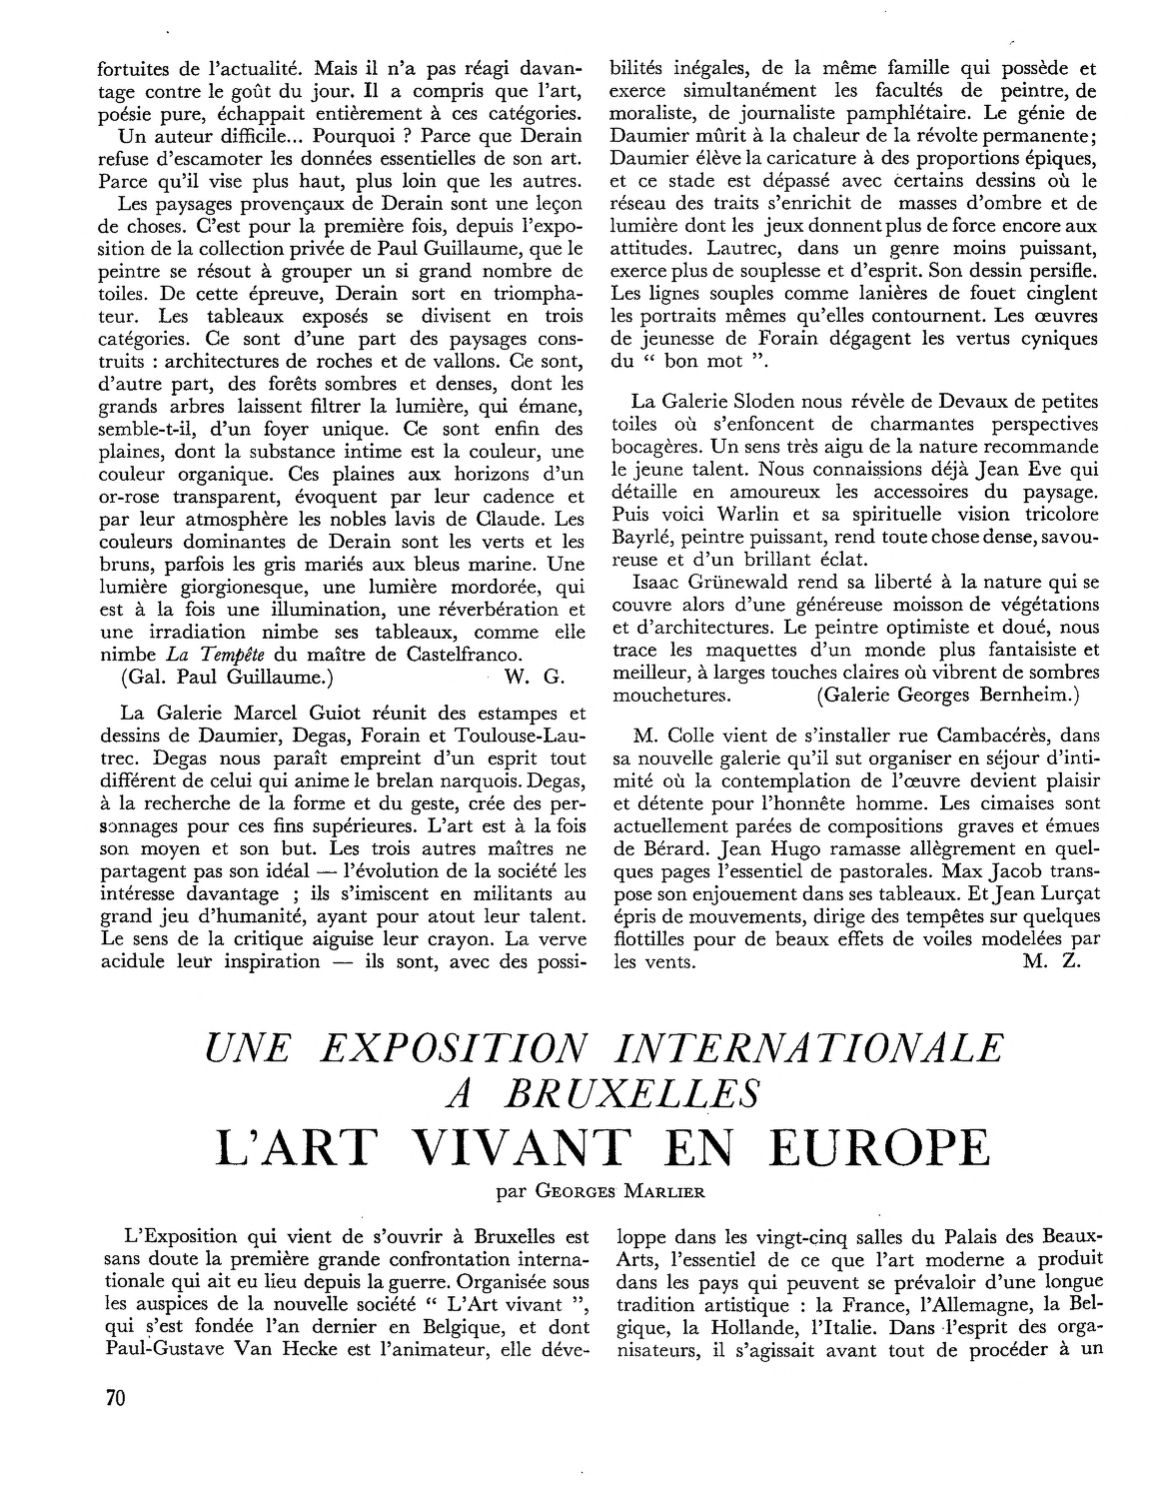 fortuites de l'actualité. Mais il n'a pas réagi davan-
tage contre le goût du jour. Il a compris que l'art,
poésie pure, échappait entièrement à ces catégories.
Un auteur difficile... Pourquoi ? Parce que Derain
refuse d'escamoter les données essentielles de son art.
Parce qu'il vise plus haut, plus loin que les autres.
Les paysages provençaux de Derain sont une leçon
de choses. C'est pour la première fois, depuis l'expo-
sition de la collection privée de Paul Guillaume, que le
peintre se résout à grouper un si grand nombre de
toiles. De cette épreuve, Derain sort en triompha-
teur. Les tableaux exposés se divisent en trois
catégories. Ce sont d'une part des paysages cons-
truits : architectures de roches et de vallons. Ce sont,
d'autre part, des forêts sombres et denses, dont les
grands arbres laissent filtrer la lumière, qui émane,
semble-t-il, d'un foyer unique. Ce sont enfin des
plaines, dont la substance intime est la couleur, une
couleur organique. Ces plaines aux horizons d'un
or-rose transparent, évoquent par leur cadence et
par leur atmosphère les nobles lavis de Claude. Les
couleurs dominantes de Derain sont les verts et les
bruns, parfois les gris mariés aux bleus marine. Une
lumière giorgionesque, une lumière mordorée, qui
est à la fois une illumination, une réverbération et
une irradiation nimbe ses tableaux, comme elle
nimbe La Tempête du maître de Castelfranco.
(Gal. Paul Guillaume.) W. G.
La Galerie Marcel Guiot réunit des estampes et
dessins de Daumier, Degas, Forain et Toulouse-Lau-
trec. Degas nous paraît empreint d'un esprit tout
différent de celui qui anime le brelan narquois. Degas,
à la recherche de la forme et du geste, crée des per-
sonnages pour ces fins supérieures. L'art est à la fois
son moyen et son but. Les trois autres maîtres ne
partagent pas son idéal — l'évolution de la société les
intéresse davantage ; ils s'imiscent en militants au
grand jeu d'humanité, ayant pour atout leur talent.
Le sens de la critique aiguise leur crayon. La verve
acidule leur inspiration — ils sont, avec des possi-
bilités inégales, de la même famille qui possède et
exerce simultanément les facultés de peintre, de
moraliste, de journaliste pamphlétaire. Le génie de
Daumier mûrit à la chaleur de la révolte permanente;
Daumier élève la caricature à des proportions épiques,
et ce stade est dépassé avec certains dessins où le
réseau des traits s'enrichit de masses d'ombre et de
lumière dont les jeux donnent plus de force encore aux
attitudes. Lautrec, dans un genre moins puissant,
exerce plus de souplesse et d'esprit. Son dessin persifle.
Les lignes souples comme lanières de fouet cinglent
les portraits mêmes qu'elles contournent. Les œuvres
de jeunesse de Forain dégagent les vertus cyniques
du “ bon mot ”.
La Galerie Sloden nous révèle de Devaux de petites
toiles où s'enfoncent de charmantes perspectives
bocagères. Un sens très aigu de la nature recommande
le jeune talent. Nous connaissions déjà Jean Eve qui
détaille en amoureux les accessoires du paysage.
Puis voici Warlin et sa spirituelle vision tricolore
Bayrlé, peintre puissant, rend toute chose dense, savou-
reuse et d'un brillant éclat.
Isaac Grünewald rend sa liberté à la nature qui se
couvre alors d'une généreuse moisson de végétations
et d'architectures. Le peintre optimiste et doué, nous
trace les maquettes d'un monde plus fantaisiste et
meilleur, à larges touches claires où vibrent de sombres
mouchetures. (Galerie Georges Bernheim.)
M. Colle vient de s'installer rue Cambacérès, dans
sa nouvelle galerie qu'il sut organiser en séjour d'inti-
mité où la contemplation de l'œuvre devient plaisir
et détente pour l'honnête homme. Les cimaises sont
actuellement parées de compositions graves et émues
de Bérard. Jean Hugo ramasse allègrement en quel-
ques pages l'essentiel de pastorales. Max Jacob trans-
pose son enjouement dans ses tableaux. Et Jean Lurçat
épris de mouvements, dirige des tempêtes sur quelques
flottilles pour de beaux effets de voiles modelées par
les vents. M. Z.
UNE EXPOSITION INTERNATIONALE
A BRUXELLES
L'ART VIVANT EN EUROPE
par GEORGES MARLIER
L'Exposition qui vient de s'ouvrir à Bruxelles est
sans doute la première grande confrontation interna-
tionale qui ait eu lieu depuis la guerre. Organisée sous
les auspices de la nouvelle société “ L'Art vivant ”,
qui s'est fondée l'an dernier en Belgique, et dont
Paul-Gustave Van Hecke est l'animateur, elle déve-
loppe dans les vingt-cinq salles du Palais des Beaux-
Arts, l'essentiel de ce que l'art moderne a produit
dans les pays qui peuvent se prévaloir d'une longue
tradition artistique : la France, l'Allemagne, la Bel-
gique, la Hollande, l'Italie. Dans l'esprit des orga-
nisateurs, il s'agissait avant tout de procéder à un
70